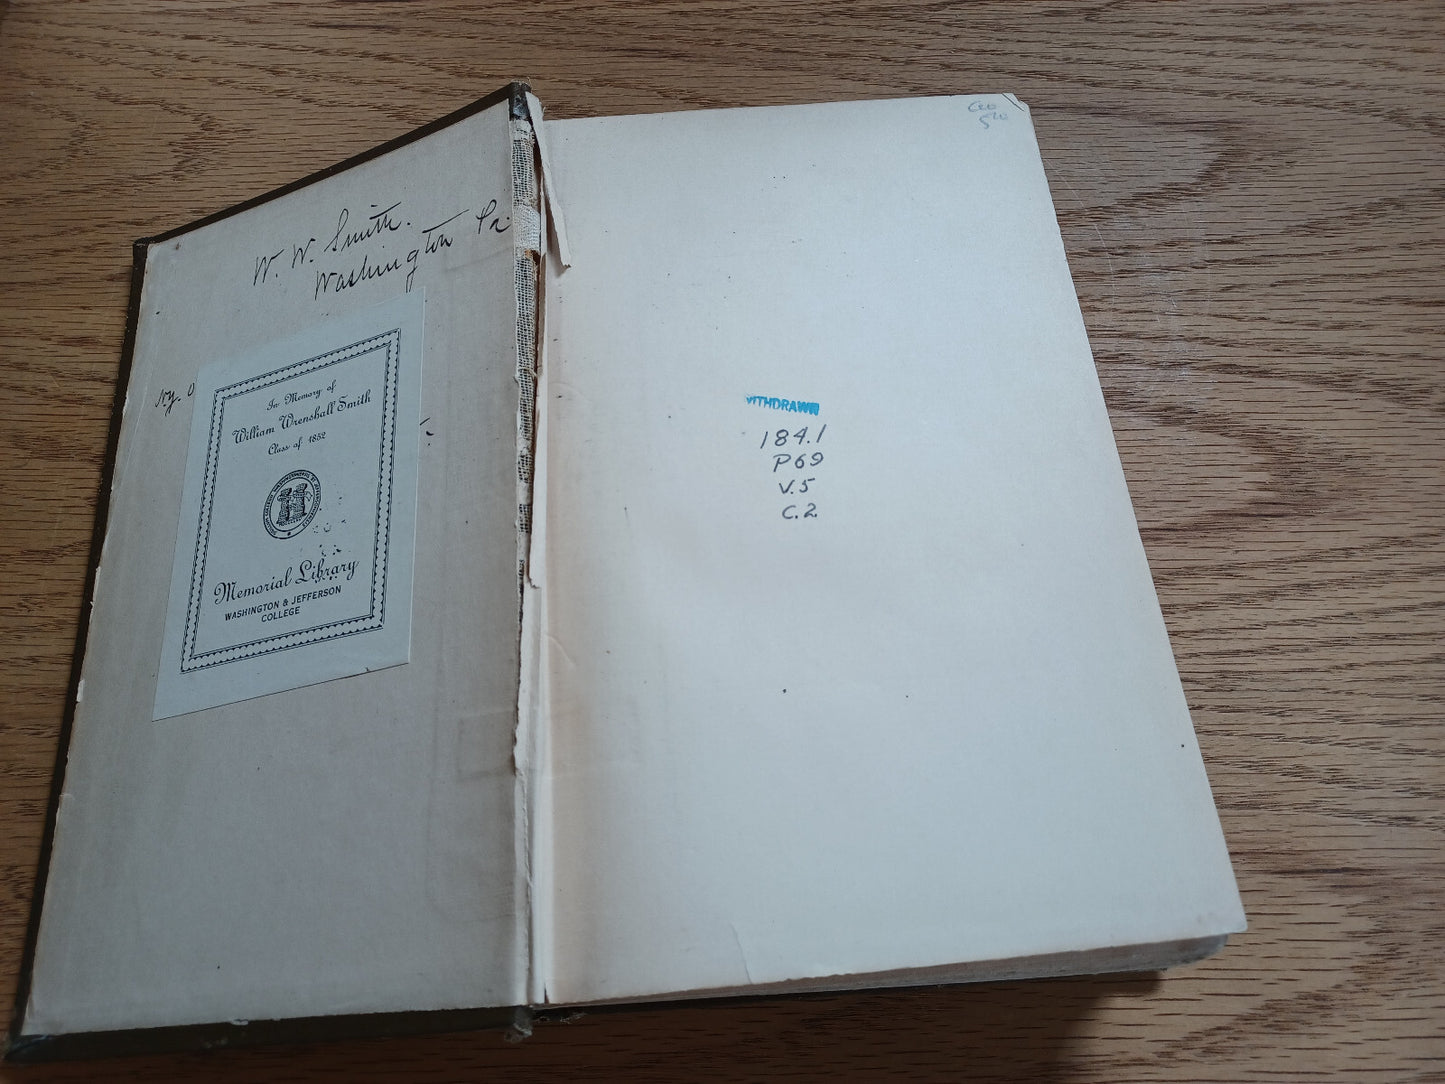 W. W. Smith.
Washington Pa.
In Memory of
William Wrenshall Smith
Class of 1852
Memorial Library
WASHINGTON & JEFFERSON
COLLEGE
WITHDRAWN
184.1
P69
V.5
C.2